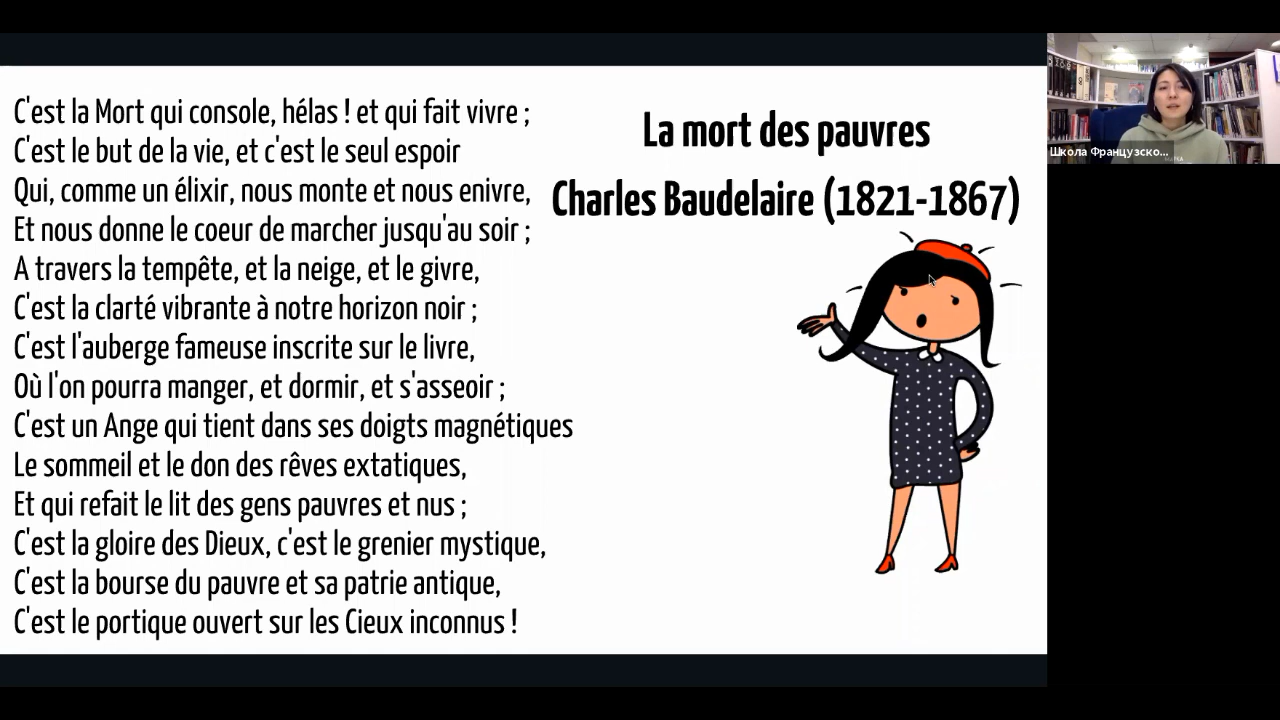 C'est la Mort qui console, hélas ! et qui fait vivre ;
C'est le but de la vie, et c'est le seul espoir
Qui, comme un élixir, nous monte et nous enivre,
Et nous donne le coeur de marcher jusqu'au soir ;
A travers la tempête, et la neige, et le givre,
C'est la clarté vibrante à notre horizon noir ;
C'est l'auberge fameuse inscrite sur le livre,
Où l'on pourra manger, et dormir, et s'asseoir ;
C'est un Ange qui tient dans ses doigts magnétiques
Le sommeil et le don des rêves extatiques,
Et qui refait le lit des gens pauvres et nus ;
C'est la gloire des Dieux, c'est le grenier mystique,
C'est la bourse du pauvre et sa patrie antique,
C'est le portique ouvert sur les Cieux inconnus !
La mort des pauvres
Charles Baudelaire (1821-1867)
Школа Французско...